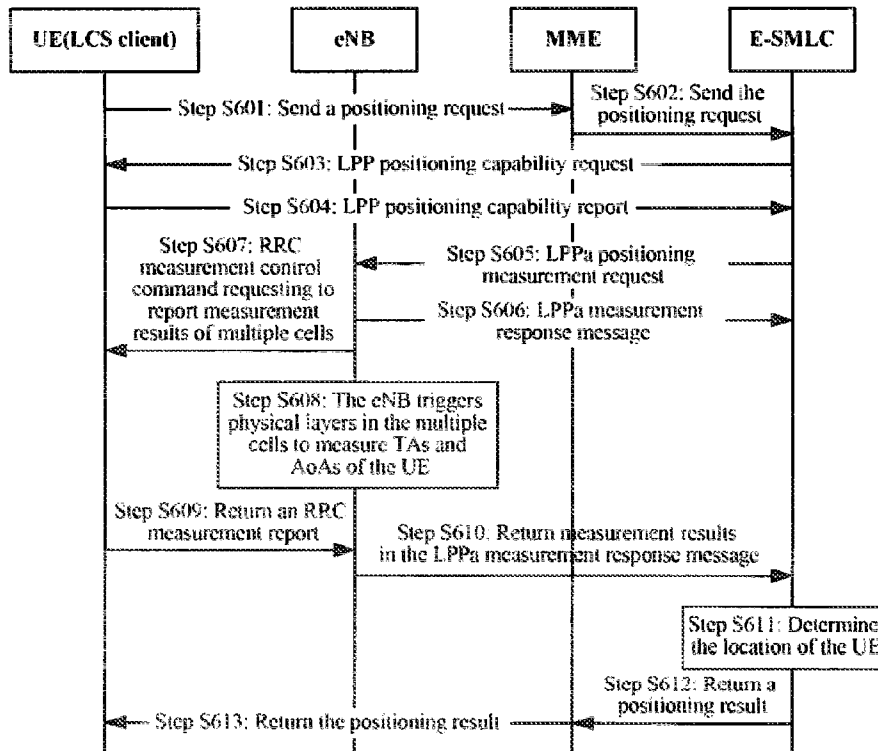 UE(LCS client)
eNB
MME
E-SMLC
Step S601: Send a positioning request
Step S602: Send the
positioning request
Step S603: LPP positioning capability request
Step S604: LPP positioning capability report
Step S605: LPPa positioning
measurement request
Step S606: LPPa measurement
response message
Step S607: RRC
measurement control
command requesting to
report measurement
results of multiple cells
Step S608: The eNB triggers
physical layers in the multiple
cells to measure TAs and
AoAs of the UE
Step S609: Return an RRC
measurement report
Step S610: Return measurement results
in the LPPa measurement response message
Step S611: Determine
the location of the UE
Step S612: Return a
positioning result
Step S613: Return the positioning result